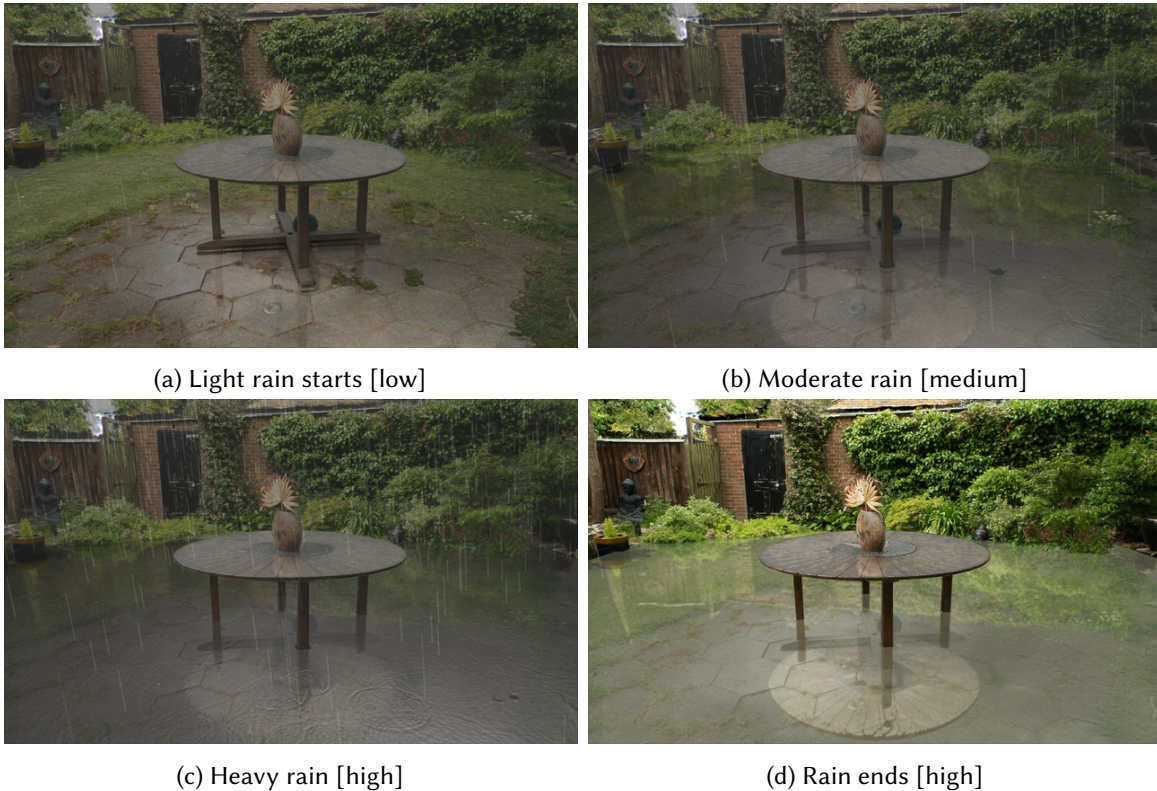 (a) Light rain starts [low]
(b) Moderate rain [medium]
(c) Heavy rain [high]
(d) Rain ends [high]